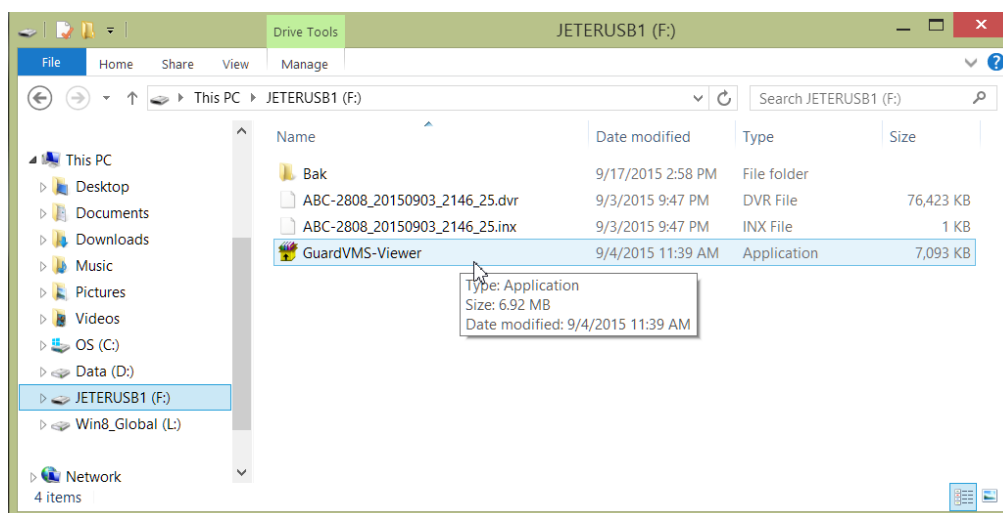 Drive Tools JETERUSB1 (F:)
File Home Share View Manage
This PC JETERUSB1 (F:) Search JETERUSB1 (F:)
Name Date modified Type Size
This PC
Desktop
Documents
Downloads
Music
Pictures
Videos
OS (C:)
Data (D:)
JETERUSB1 (F:)
Win8_Global (L:)
Network
Bak 9/17/2015 2:58 PM File folder
ABC-2808_20150903_2146_25.dvr 9/3/2015 9:47 PM DVR File 76,423 KB
ABC-2808_20150903_2146_25.inx 9/3/2015 9:47 PM INX File 1 KB
GuardVMS-Viewer 9/4/2015 11:39 AM Application 7,093 KB
Type: Application
Size: 6.92 MB
Date modified: 9/4/2015 11:39 AM
4 items